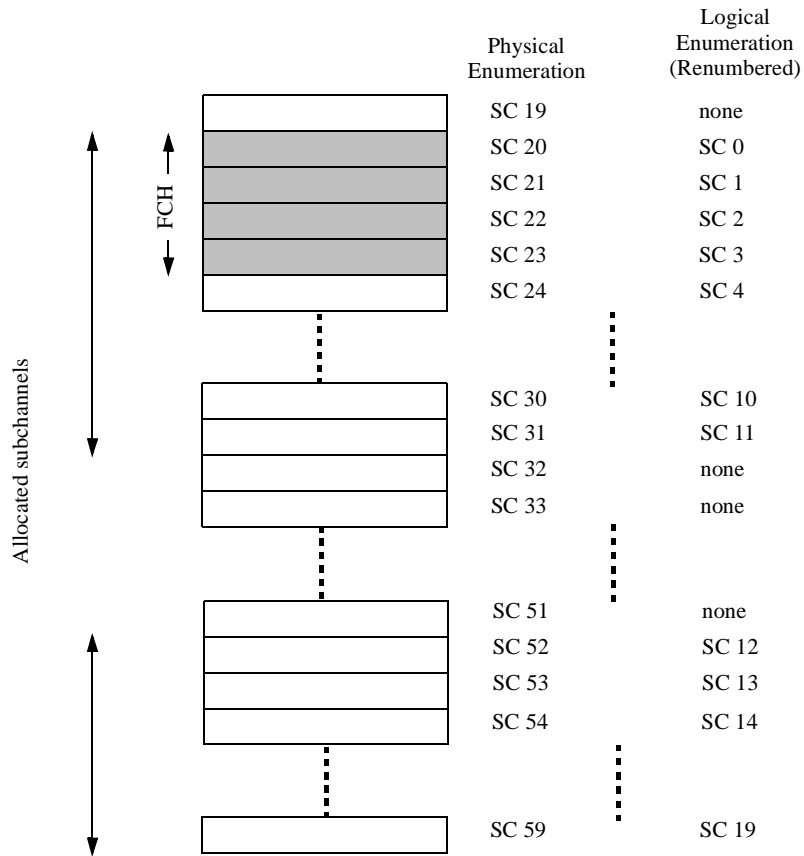 Physical
Enumeration
Logical
Enumeration
(Renumbered)
SC 19 none
SC 20 SC 0
SC 21 SC 1
SC 22 SC 2
SC 23 SC 3
SC 24 SC 4
FCH
SC 30 SC 10
SC 31 SC 11
SC 32 none
SC 33 none
Allocated subchannels
SC 51 none
SC 52 SC 12
SC 53 SC 13
SC 54 SC 14
SC 59 SC 19